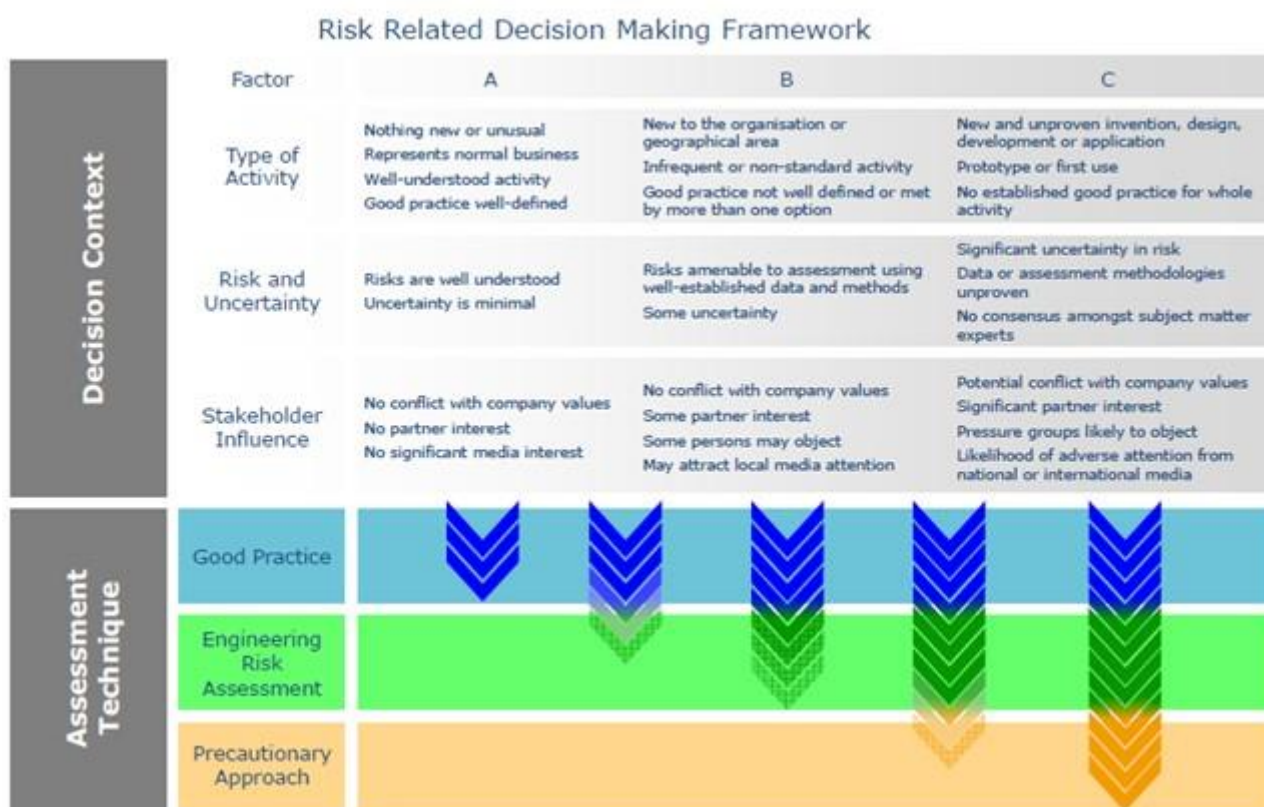 Risk Related Decision Making Framework
Factor
A
B
C
Decision Context
Type of
Activity
Nothing new or unusual
Represents normal business
Well-understood activity
Good practice well-defined
New to the organisation or
geographical area
Infrequent or non-standard activity
Good practice not well defined or met
by more than one option
New and unproven invention, design,
development or application
Prototype or first use
No established good practice for whole
activity
Risk and
Uncertainty
Risks are well understood
Uncertainty is minimal
Risks amenable to assessment using
well-established data and methods
Some uncertainty
Significant uncertainty in risk
Data or assessment methodologies
unproven
No consensus amongst subject matter
experts
Stakeholder
Influence
No conflict with company values
No partner interest
No significant media interest
No conflict with company values
Some partner interest
Some persons may object
May attract local media attention
Potential conflict with company values
Significant partner interest
Pressure groups likely to object
Likelihood of adverse attention from
national or international media
Assessment
Technique
Good Practice
Engineering
Risk
Assessment
Precautionary
Approach